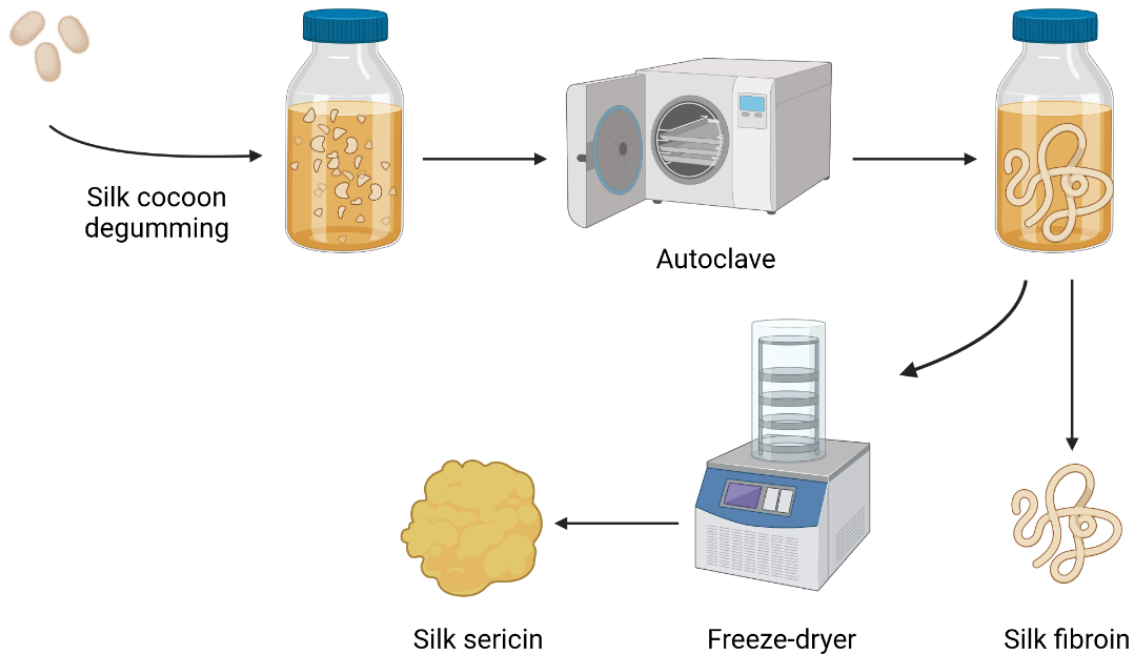 Silk cocoon
degumming
Autoclave
Silk sericin
Freeze-dryer
Silk fibroin